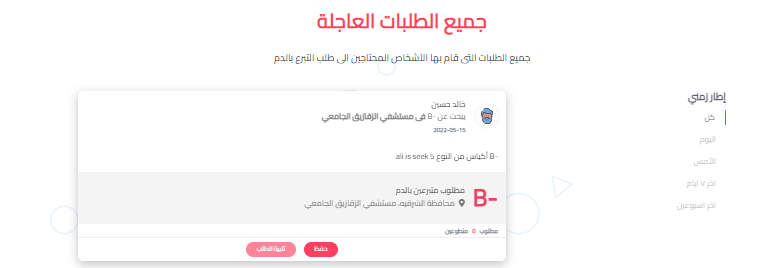 جميع الطلبات العاجلة
جميع الطلبات التى قام بها الأشخاص المحتاجين الى طلب التبرع بالدم
إطار زمني
كل
اليوم
الأمس
اخر ٧ ايام
اخر اسبوعين
خالد حسين
يبحث عن -B فى مستشفي الزقازيق الجامعي
2022-05-15
ali is seek 5 أكياس من النوع B-
B-
مطلوب متبرعين بالدم
محافظة الشرقيه، مستشفي الزقازيق الجامعي
مطلوب 0 متطوعين
حفظ
تلبية الطلب